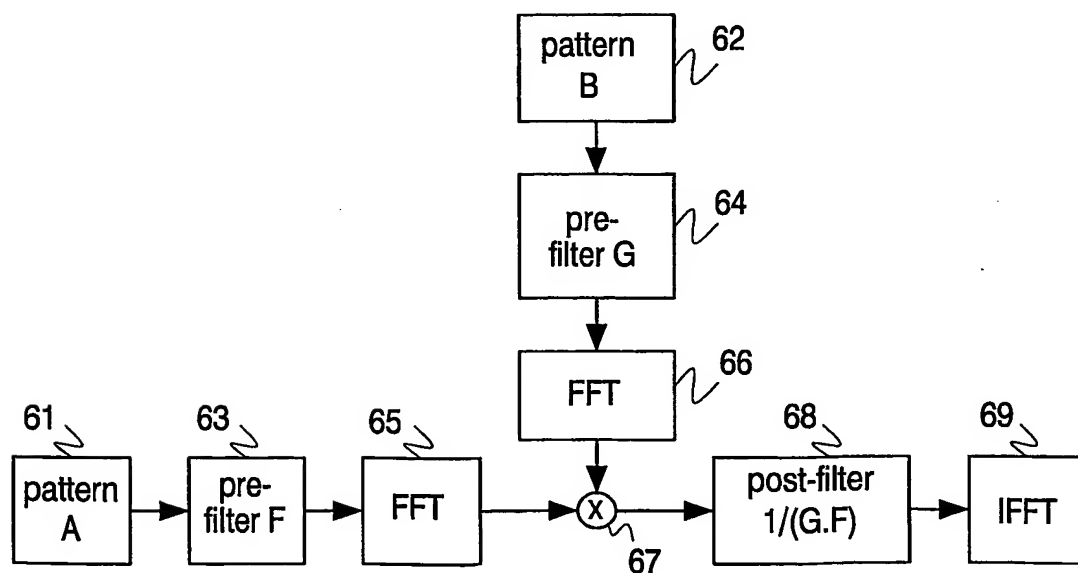 62
pattern
B
64
pre-
filter G
66
FFT
61
pattern
A
63
pre-
filter F
65
FFT
X
67
68
post-filter
1/(G.F)
69
IFFT